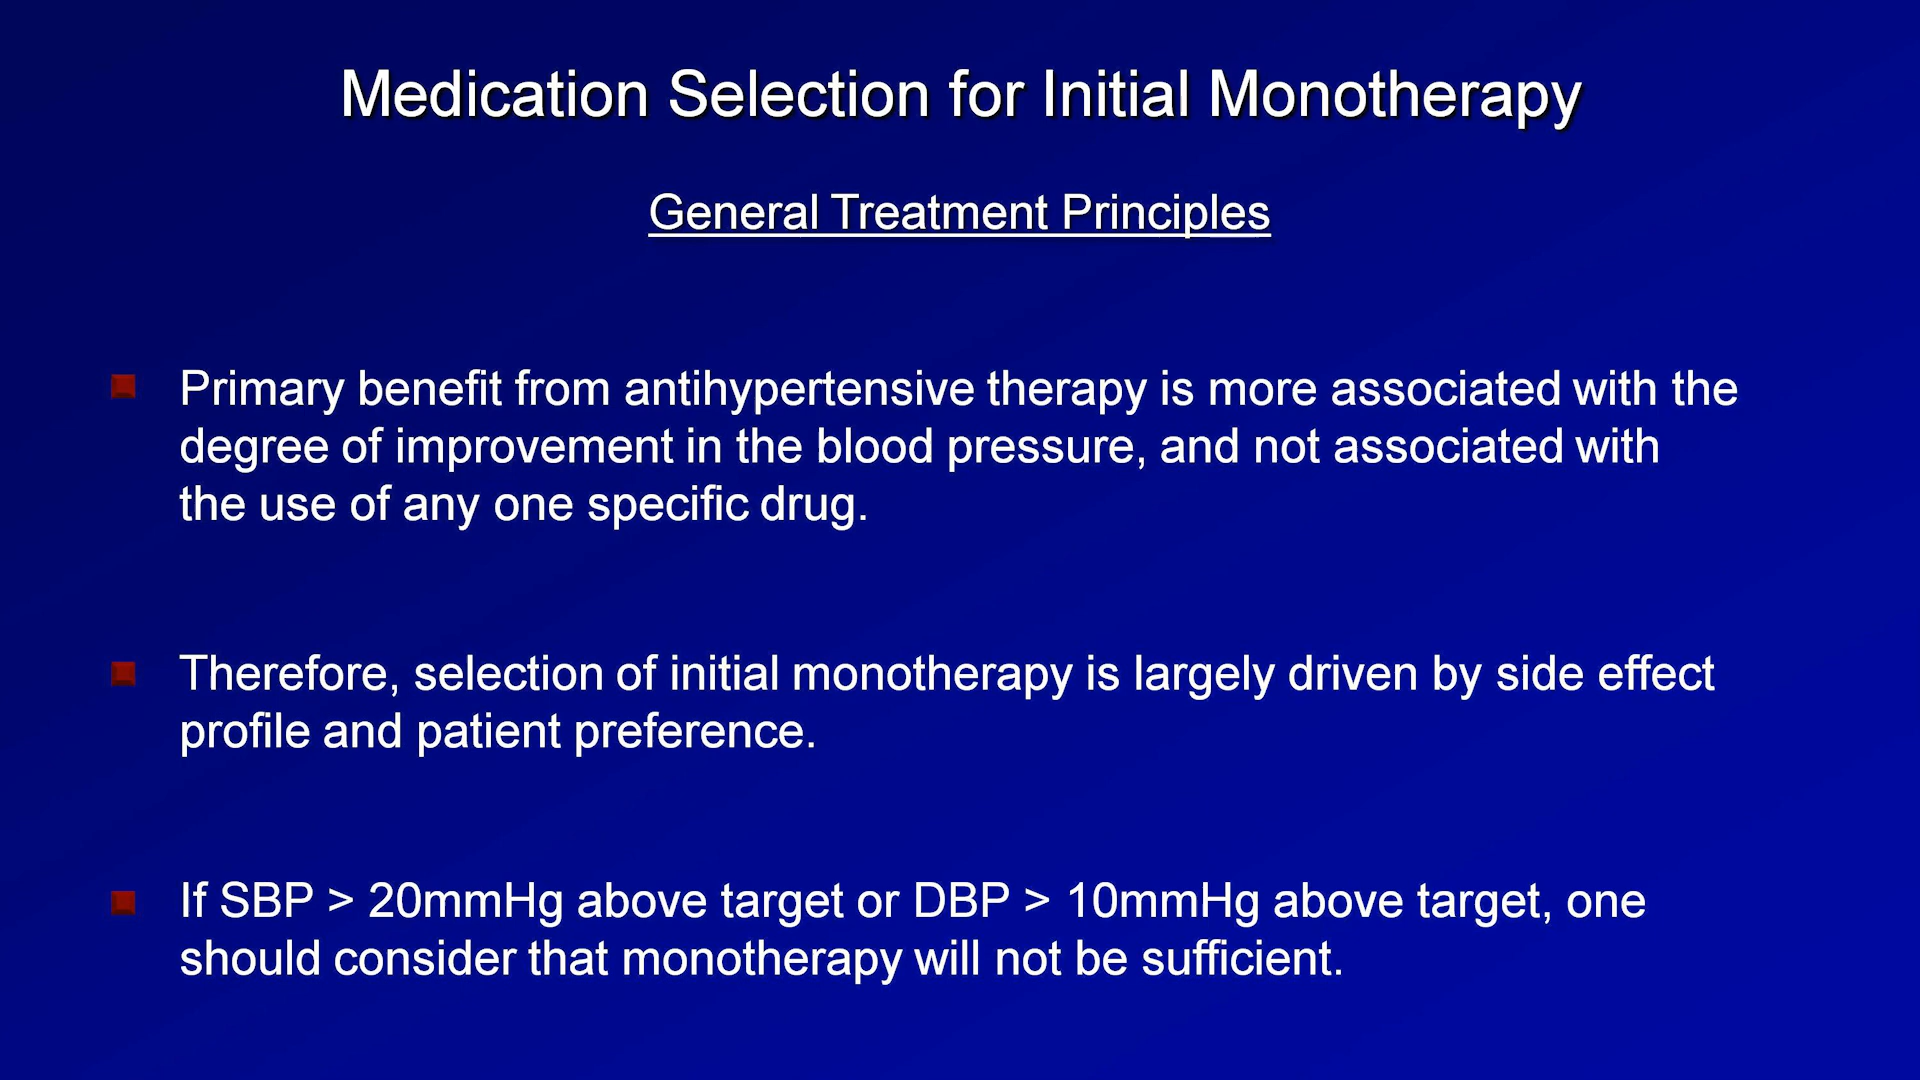 Medication Selection for Initial Monotherapy
General Treatment Principles
Primary benefit from antihypertensive therapy is more associated with the
degree of improvement in the blood pressure, and not associated with
the use of any one specific drug.
Therefore, selection of initial monotherapy is largely driven by side effect
profile and patient preference.
If SBP > 20mmHg above target or DBP > 10mmHg above target, one
should consider that monotherapy will not be sufficient.